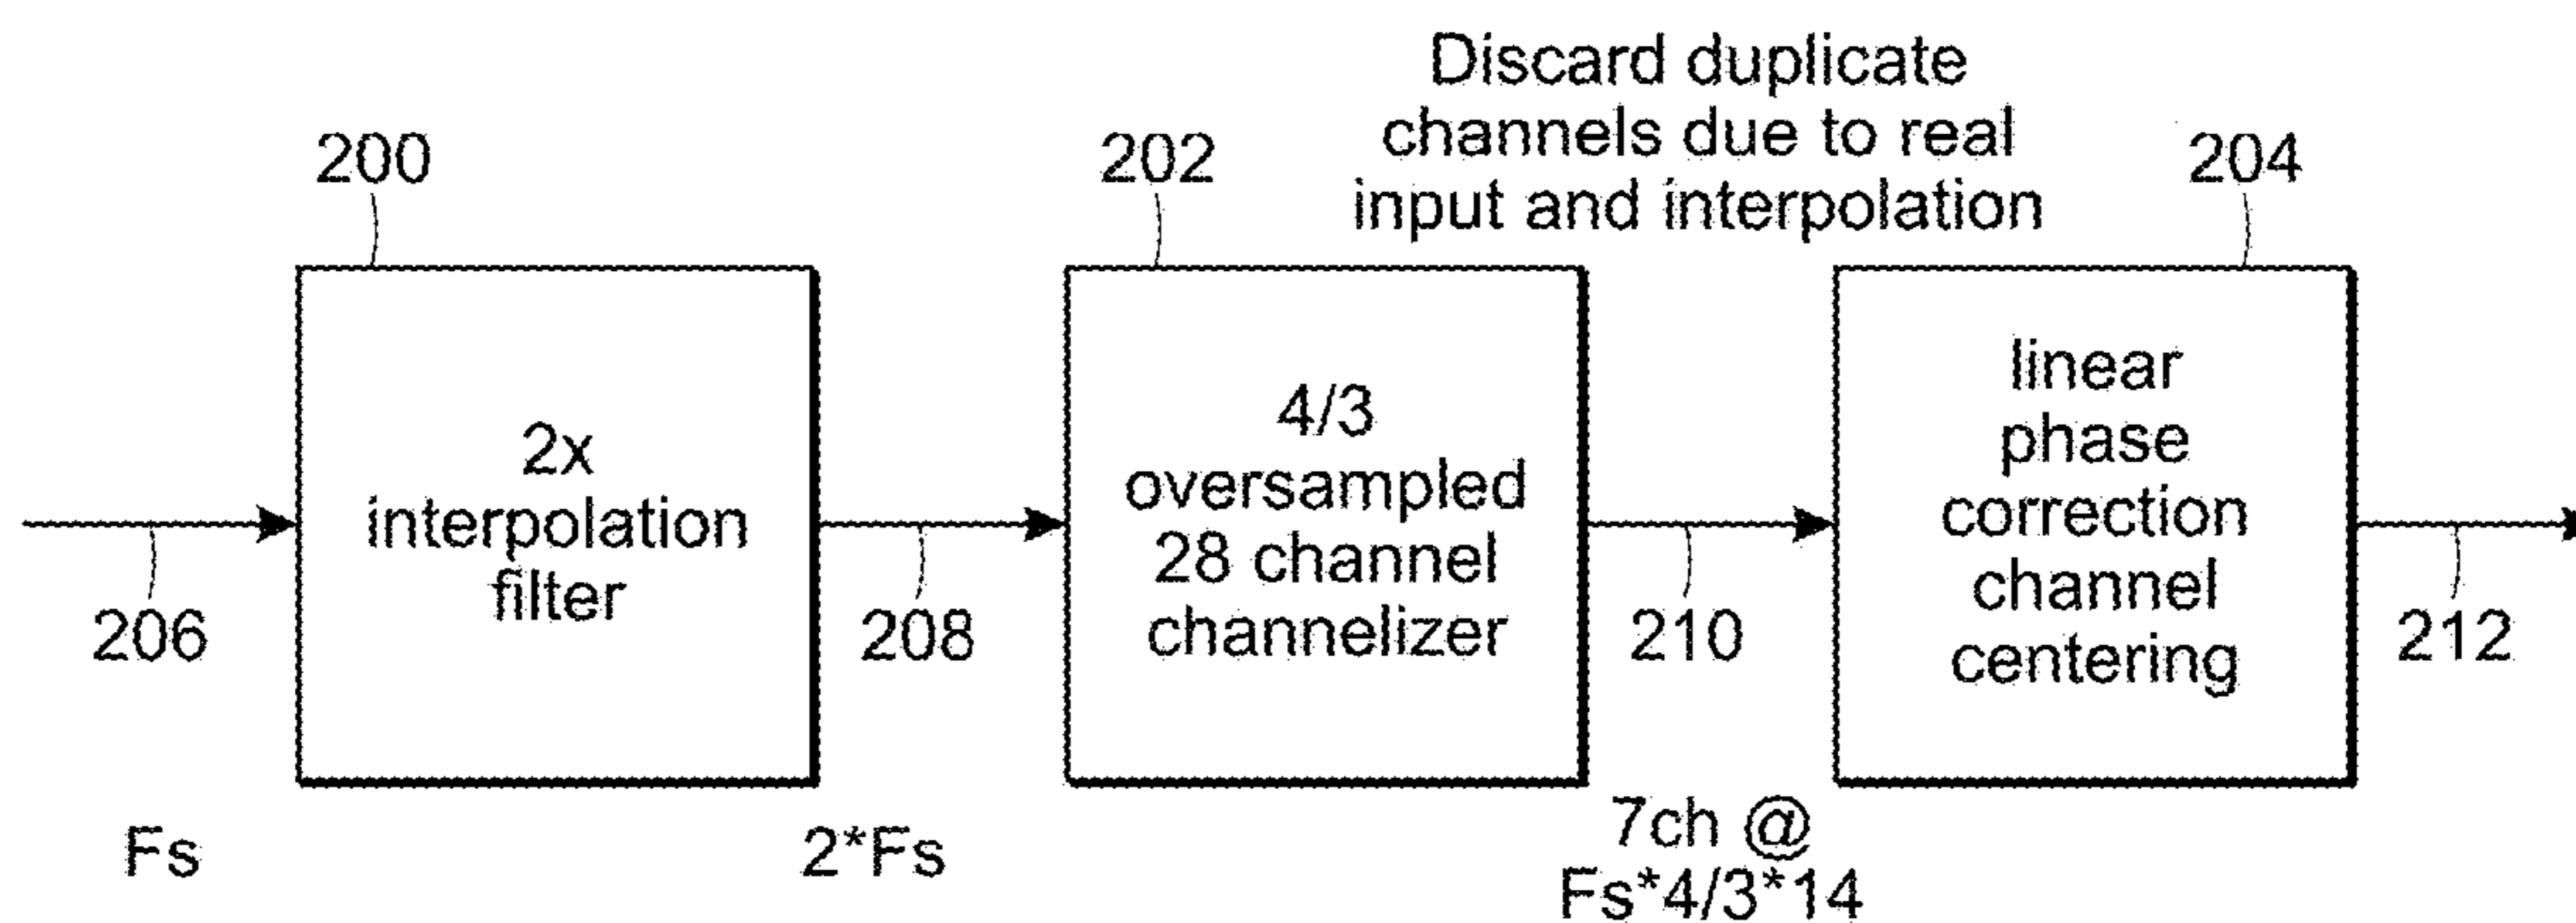 Discard duplicate
channels due to real
input and interpolation
200
202
204
2x
interpolation
filter
4/3
oversampled
28 channel
channelizer
linear
phase
correction
channel
centering
206
208
210
212
Fs
2*Fs
7ch @
Fs*4/3*14